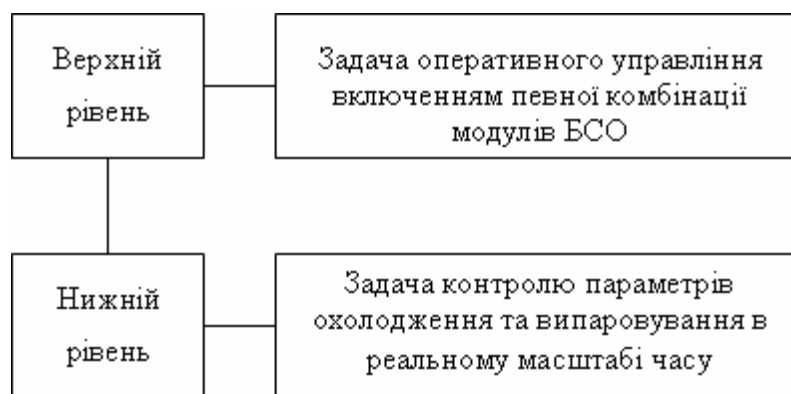 Верхній
рівень
Задача оперативного управління
включенням певної комбінації
модулів БСО
Нижній
рівень
Задача контролю параметрів
охолодження та випаровування в
реальному масштабі часу